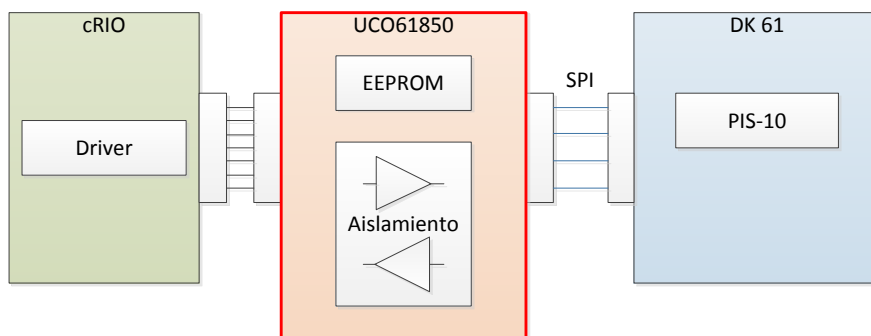 cRIO
UCO61850
DK 61
EEPROM
SPI
Driver
PIS-10
Aislamiento